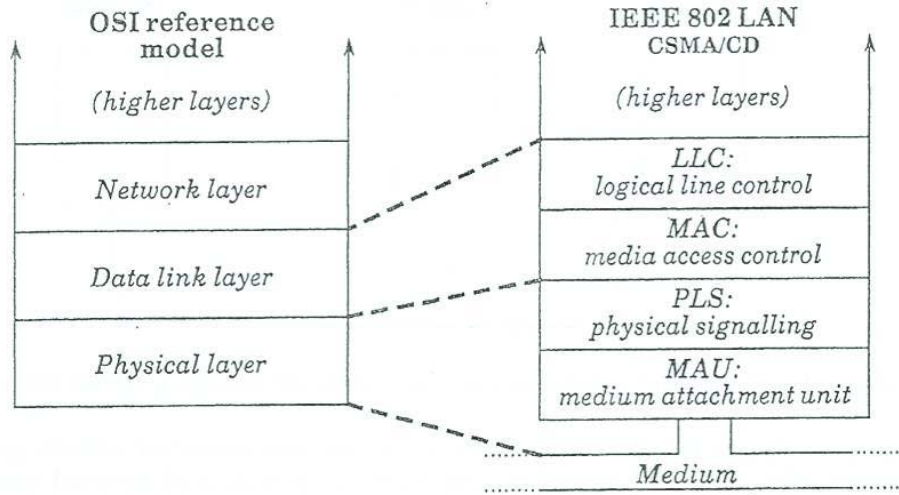 OSI reference
model
(higher layers)
Network layer
Data link layer
Physical layer
IEEE 802 LAN
CSMA/CD
(higher layers)
LLC:
logical line control
MAC:
media access control
PLS:
physical signalling
MAU:
medium attachment unit
Medium